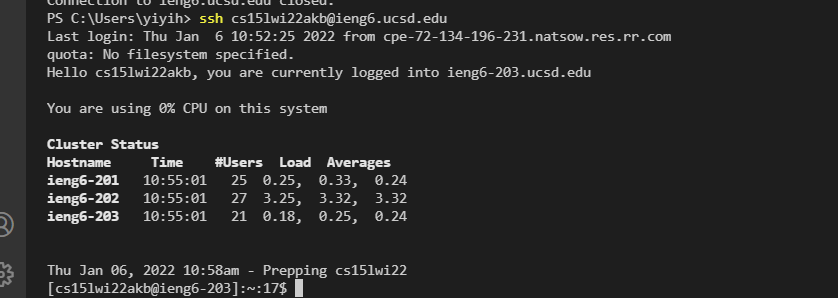 Connection to ieng6.ucsd.edu closed.
PS C:\Users\yiyih> ssh cs15lwi22akb@ieng6.ucsd.edu
Last login: Thu Jan  6 10:52:25 2022 from cpe-72-134-196-231.natsow.res.rr.com
quota: No filesystem specified.
Hello cs15lwi22akb, you are currently logged into ieng6-203.ucsd.edu
You are using 0% CPU on this system
Cluster Status
Hostname     Time    #Users  Load  Averages
ieng6-201   10:55:01   25  0.25,  0.33,  0.24
ieng6-202   10:55:01   27  3.25,  3.32,  3.32
ieng6-203   10:55:01   21  0.18,  0.25,  0.24
Thu Jan 06, 2022 10:58am - Prepping cs15lwi22
[cs15lwi22akb@ieng6-203]:~:17$